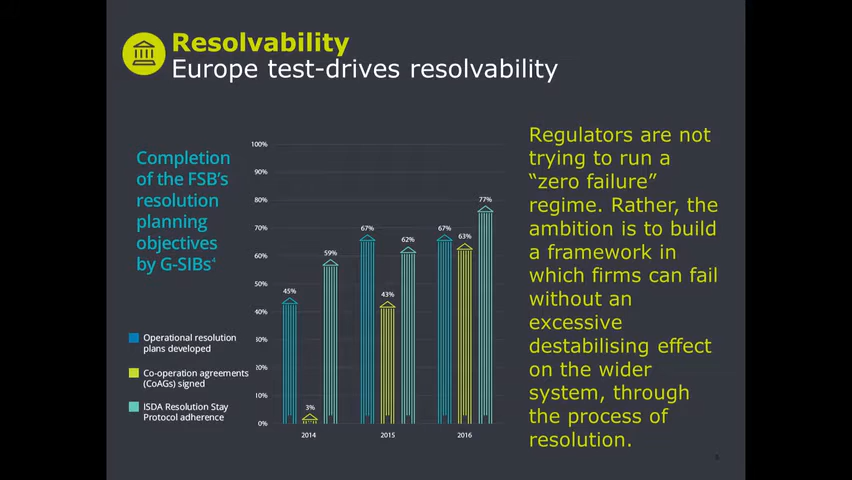 Resolvability
Europe test-drives resolvability
Completion
of the FSB's
resolution
planning
objectives
by G-SIBs⁴
Operational resolution
plans developed
Co-operation agreements
(CoAGs) signed
ISDA Resolution Stay
Protocol adherence
100%
90%
80%
70%
60%
50%
40%
30%
20%
10%
0%
45%
3%
59%
67%
43%
62%
67%
63%
77%
2014
2015
2016
Regulators are not
trying to run a
“zero failure”
regime. Rather, the
ambition is to build
a framework in
which firms can fail
without an
excessive
destabilising effect
on the wider
system, through
the process of
resolution.